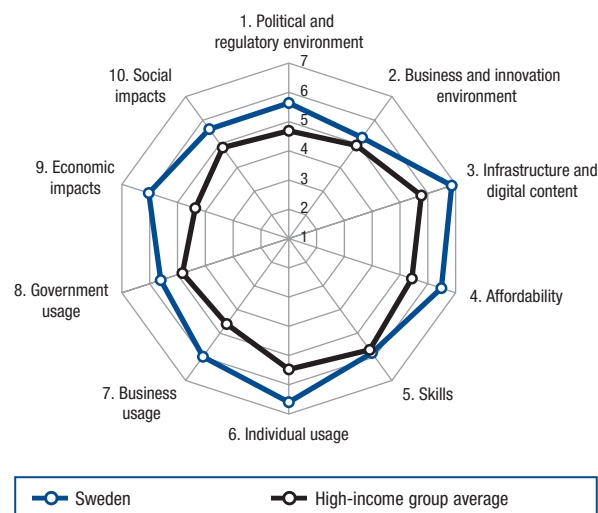 1. Political and
regulatory environment
2. Business and innovation
environment
3. Infrastructure and
digital content
4. Affordability
5. Skills
6. Individual usage
7. Business
usage
8. Government
usage
9. Economic
impacts
10. Social
impacts
7
6
5
4
3
2
1
Sweden
High-income group average